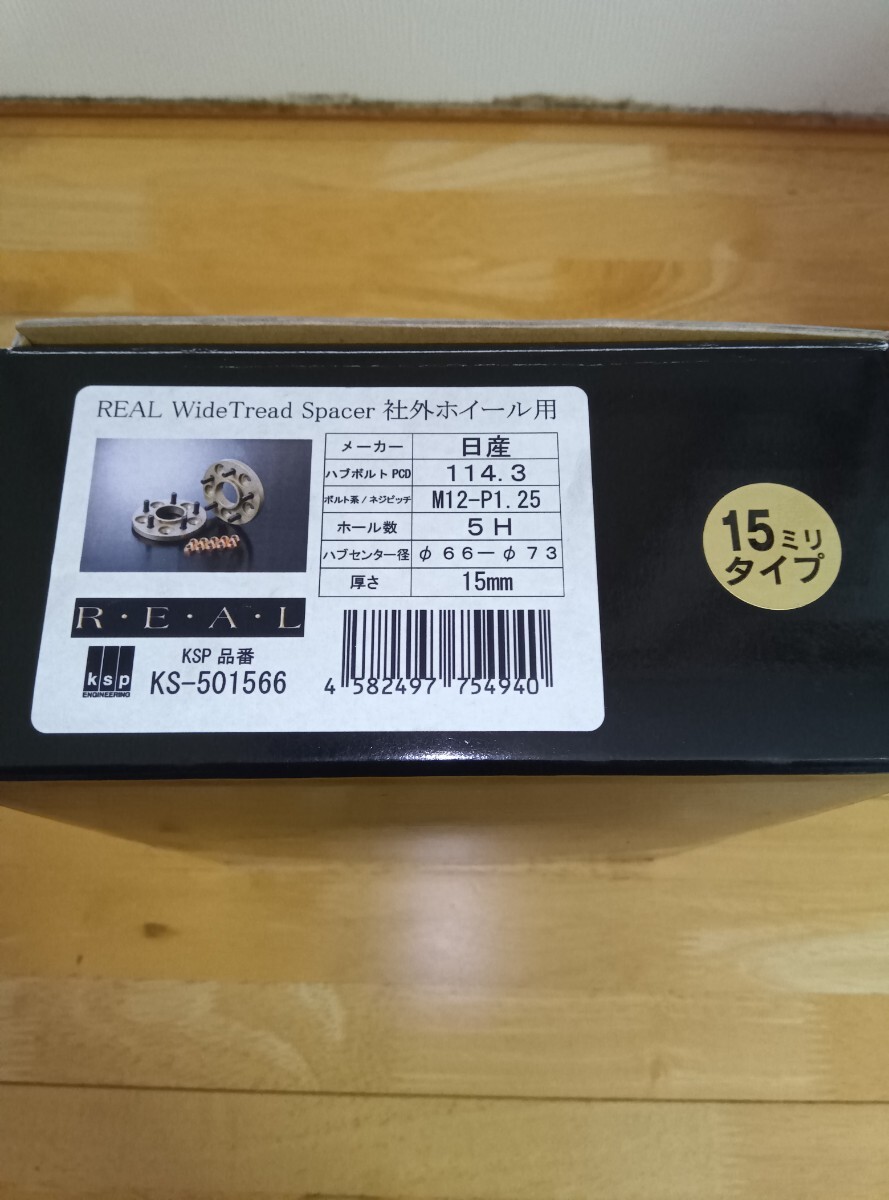 REAL WideTread Spacer 社外ホイール用
メーカー 日産
ハブボルトPCD 114.3
ボルト系/ネジピッチ M12-P1.25
ホール数 5H
ハブセンター径 φ66ーφ73
厚さ 15mm
R・E・A・L
ksp
ENGINEERING
KSP 品番
KS-501566
4 582497 754940
15ミリ
タイプ